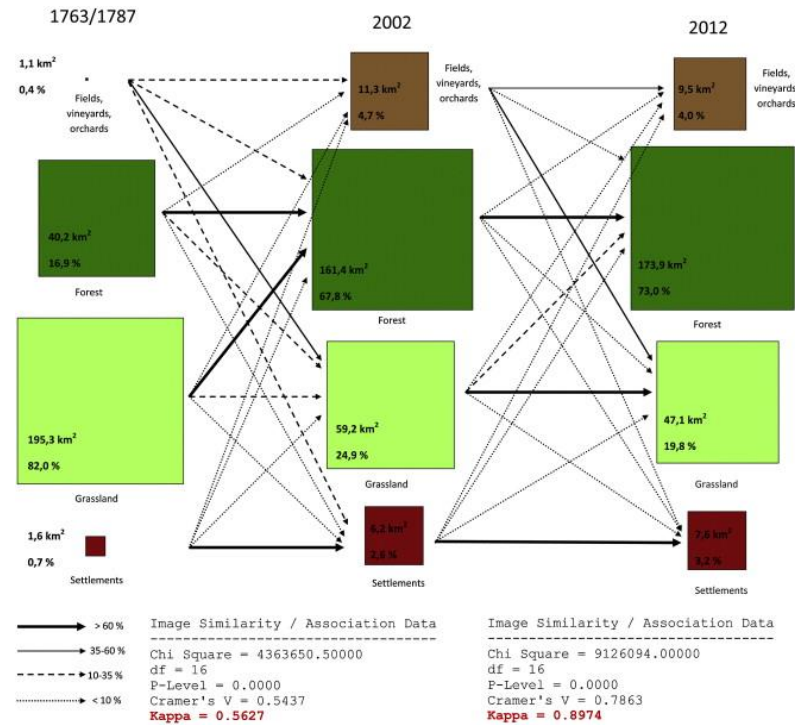 1763/1787
2002
2012
1,1 km²
0,4 %
Fields,
vineyards,
orchards
11,3 km²
4,7 %
Fields,
vineyards,
orchards
9,5 km²
4,0 %
Fields,
vineyards,
orchards
40,2 km²
16,9 %
Forest
161,4 km²
67,8 %
Forest
173,9 km²
73,0 %
Forest
195,3 km²
82,0 %
Grassland
59,2 km²
24,9 %
Grassland
47,1 km²
19,8 %
Grassland
1,6 km²
0,7 %
Settlements
6,2 km²
2,6 %
Settlements
7,6 km²
3,2 %
Settlements
> 60 %
35-60 %
10-35 %
< 10 %
Image Similarity / Association Data
-----------------------------------
Chi Square = 4363650.50000
df = 16
P-Level = 0.0000
Cramer's V = 0.5437
Kappa = 0.5627
Image Similarity / Association Data
-----------------------------------
Chi Square = 9126094.00000
df = 16
P-Level = 0.0000
Cramer's V = 0.7863
Kappa = 0.8974